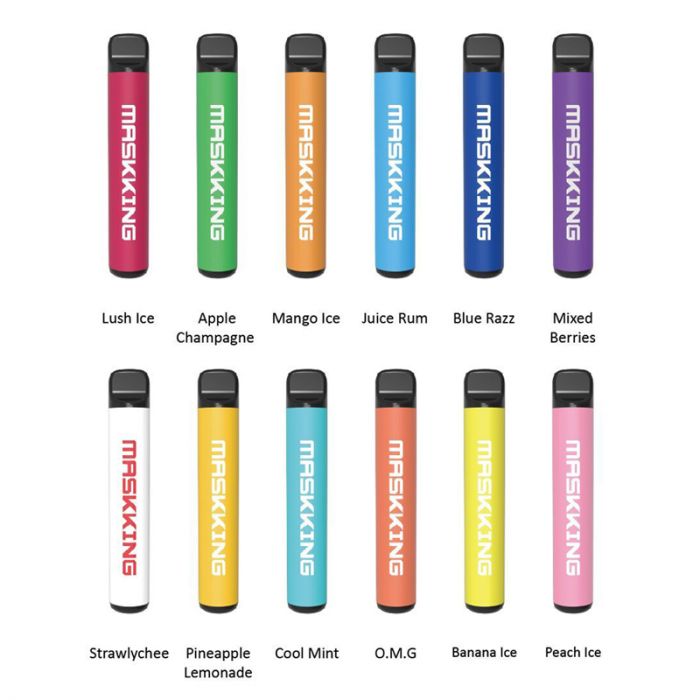 MASKKING MASKKING MASKKING MASKKING MASKKING MASKKING
Lush Ice Apple Mango Ice Juice Rum Blue Razz Mixed
Champagne Berries
MASKKING MASKKING MASKKING MASKKING MASKKING MASKKING
Strawlychee Pineapple Cool Mint O.M.G Banana Ice Peach Ice
Lemonade